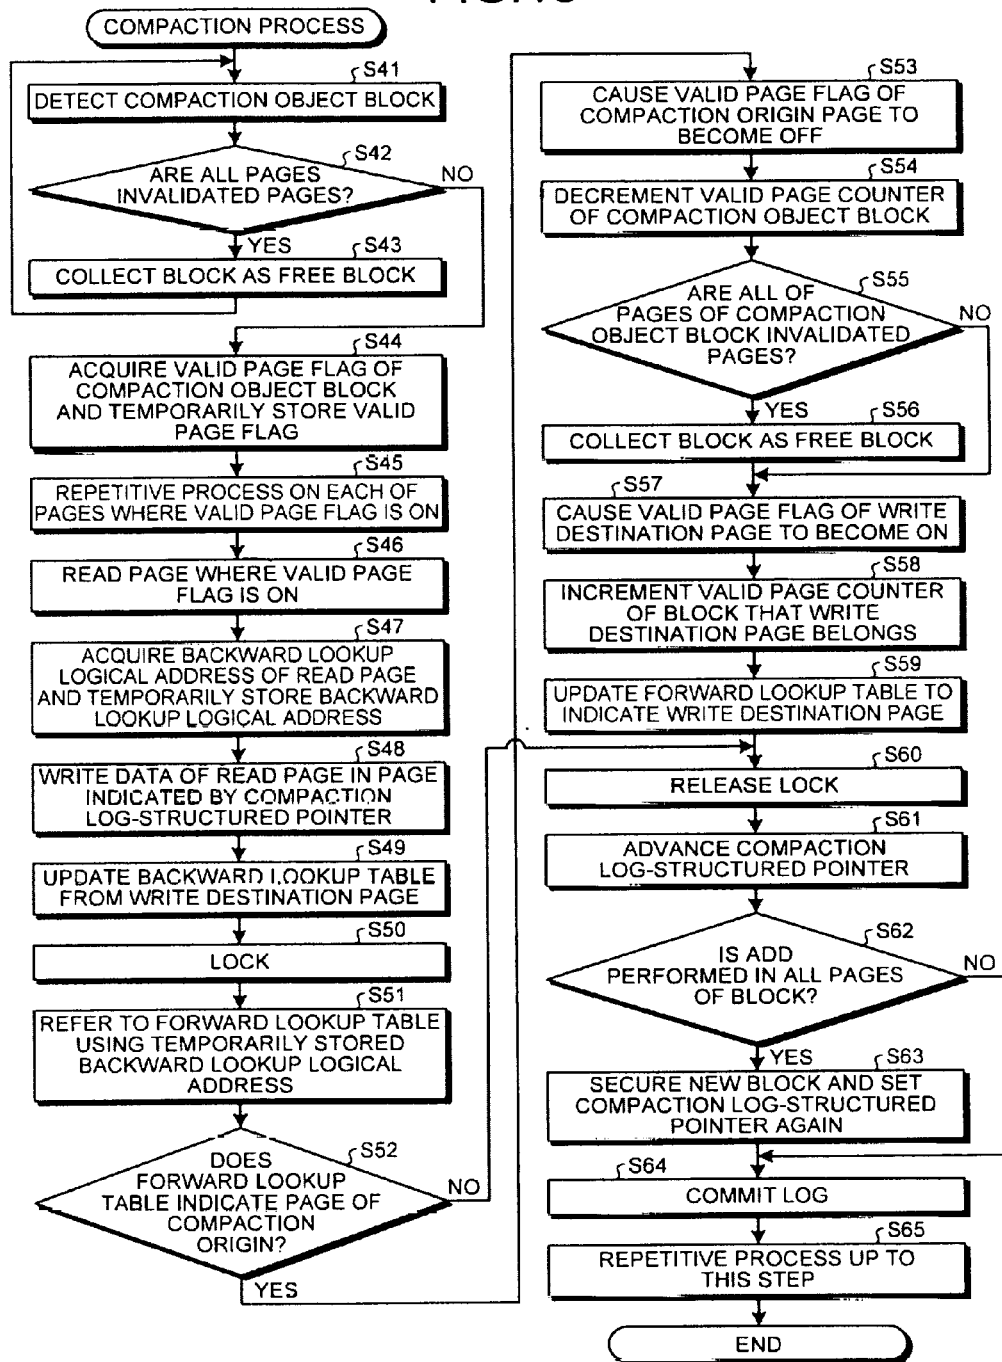 COMPACTION PROCESS
S41
DETECT COMPACTION OBJECT BLOCK
S42
ARE ALL PAGES
INVALIDATED PAGES?
NO
YES
S43
COLLECT BLOCK AS FREE BLOCK
S44
ACQUIRE VALID PAGE FLAG OF
COMPACTION OBJECT BLOCK
AND TEMPORARILY STORE VALID
PAGE FLAG
S45
REPETITIVE PROCESS ON EACH OF
PAGES WHERE VALID PAGE FLAG IS ON
S46
READ PAGE WHERE VALID PAGE
FLAG IS ON
S47
ACQUIRE BACKWARD LOOKUP
LOGICAL ADDRESS OF READ PAGE
AND TEMPORARILY STORE BACKWARD
LOOKUP LOGICAL ADDRESS
S48
WRITE DATA OF READ PAGE IN PAGE
INDICATED BY COMPACTION
LOG-STRUCTURED POINTER
S49
UPDATE BACKWARD LOOKUP TABLE
FROM WRITE DESTINATION PAGE
S50
LOCK
S51
REFER TO FORWARD LOOKUP TABLE
USING TEMPORARILY STORED
BACKWARD LOOKUP LOGICAL
ADDRESS
S52
DOES
FORWARD LOOKUP
TABLE INDICATE PAGE OF
COMPACTION
ORIGIN?
NO
YES
S53
CAUSE VALID PAGE FLAG OF
COMPACTION ORIGIN PAGE TO
BECOME OFF
S54
DECREMENT VALID PAGE COUNTER
OF COMPACTION OBJECT BLOCK
S55
ARE ALL OF
PAGES OF COMPACTION
OBJECT BLOCK INVALIDATED
PAGES?
NO
YES
S56
COLLECT BLOCK AS FREE BLOCK
S57
CAUSE VALID PAGE FLAG OF WRITE
DESTINATION PAGE TO BECOME ON
S58
INCREMENT VALID PAGE COUNTER
OF BLOCK THAT WRITE
DESTINATION PAGE BELONGS
S59
UPDATE FORWARD LOOKUP TABLE TO
INDICATE WRITE DESTINATION PAGE
S60
RELEASE LOCK
S61
ADVANCE COMPACTION
LOG-STRUCTURED POINTER
S62
IS ADD
PERFORMED IN ALL PAGES
OF BLOCK?
NO
YES
S63
SECURE NEW BLOCK AND SET
COMPACTION LOG-STRUCTURED
POINTER AGAIN
S64
COMMIT LOG
S65
REPETITIVE PROCESS UP TO
THIS STEP
END